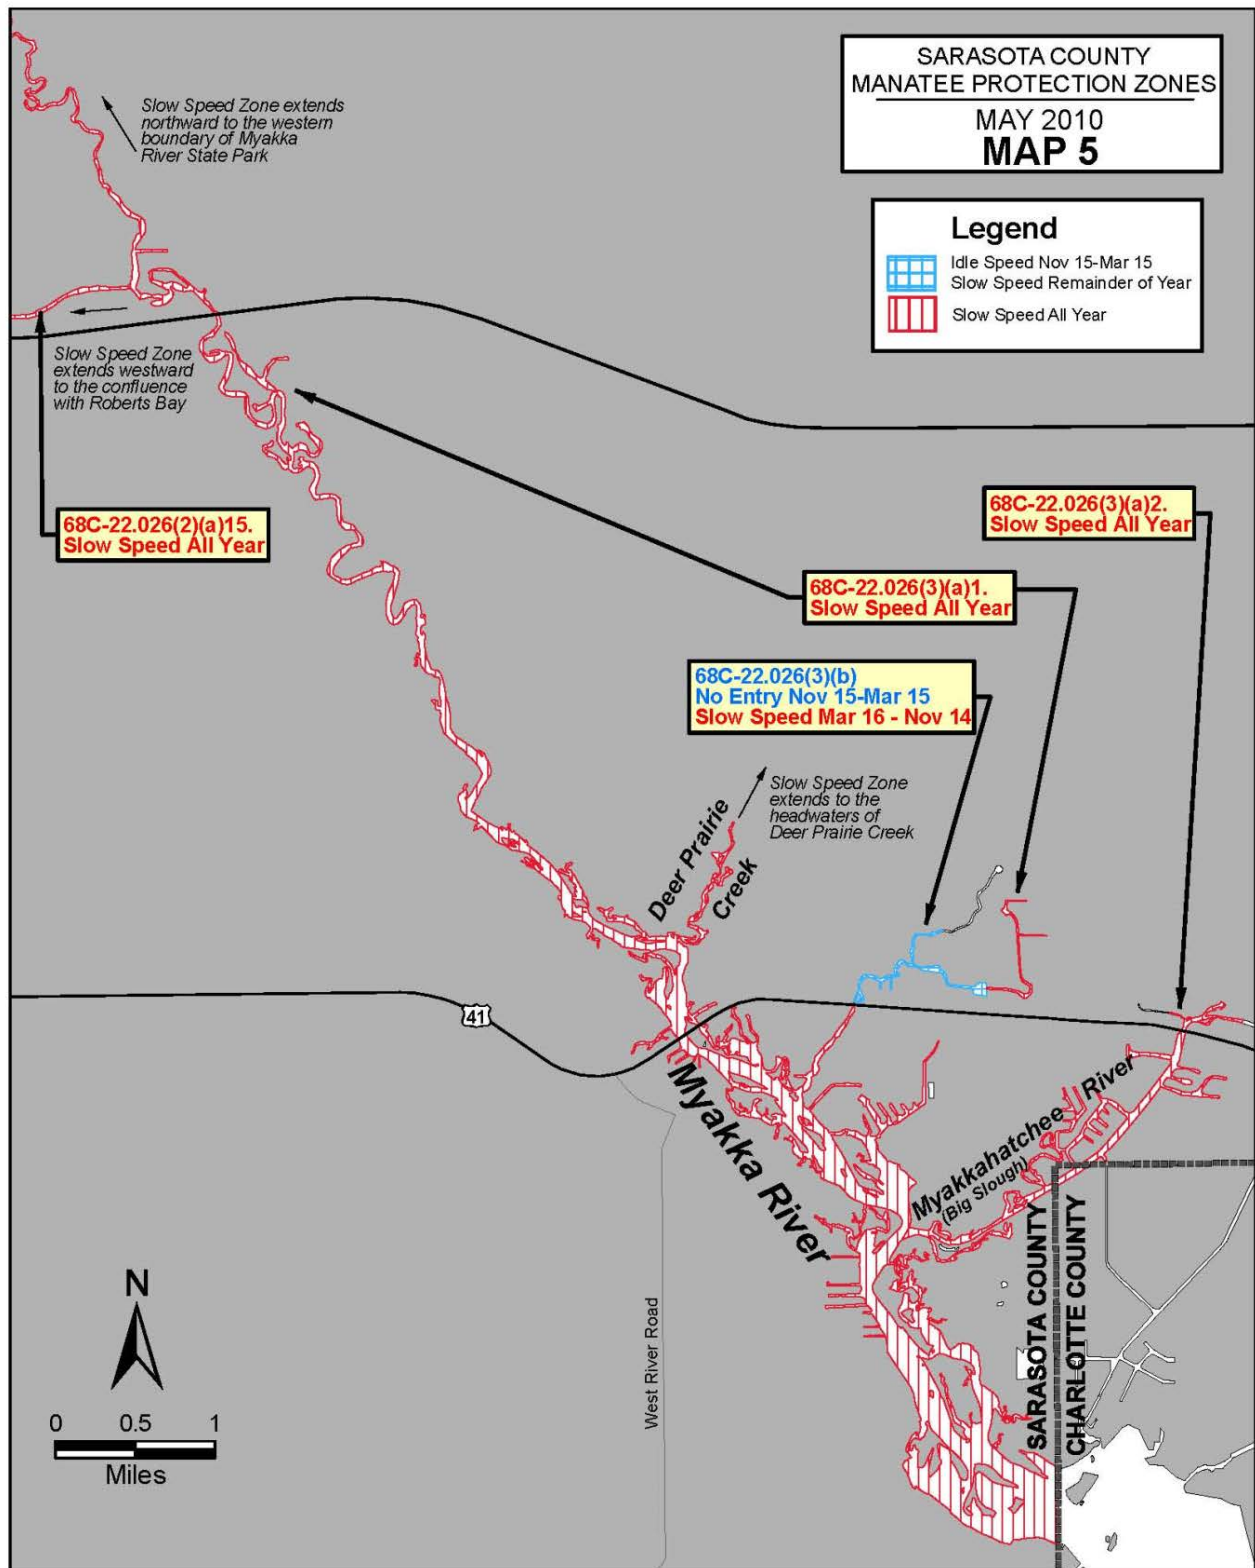 SARASOTA COUNTY
MANATEE PROTECTION ZONES
MAY 2010
MAP 5
Legend
Idle Speed Nov 15-Mar 15
Slow Speed Remainder of Year
Slow Speed All Year
Slow Speed Zone extends
northward to the western
boundary of Myakka
River State Park
Slow Speed Zone
extends westward
to the confluence
with Roberts Bay
68C-22.026(2)(a)15.
Slow Speed All Year
68C-22.026(3)(a)2.
Slow Speed All Year
68C-22.026(3)(a)1.
Slow Speed All Year
68C-22.026(3)(b)
No Entry Nov 15-Mar 15
Slow Speed Mar 16 - Nov 14
Slow Speed Zone
extends to the
headwaters of
Deer Prairie Creek
Deer Prairie
Creek
41
Myakka River
Myakkahatchee River
(Big Slough)
SARASOTA COUNTY
CHARLOTTE COUNTY
West River Road
N
0 0.5 1
Miles